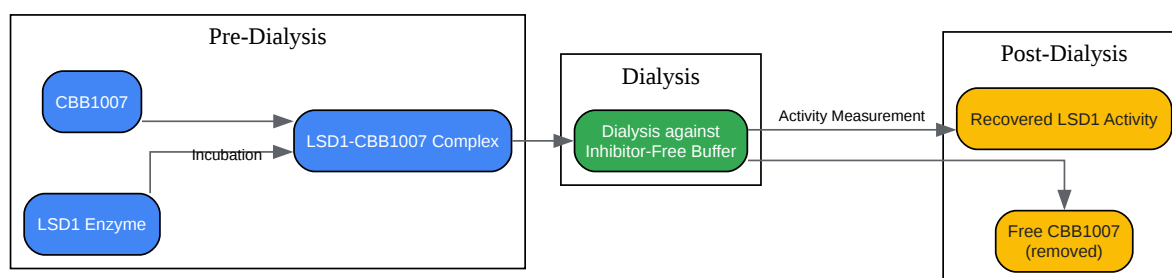 Pre-Dialysis
CBB1007
LSD1-CBB1007 Complex
Incubation
LSD1 Enzyme
Dialysis
Dialysis against
Inhibitor-Free Buffer
Activity Measurement
Post-Dialysis
Recovered LSD1 Activity
Free CBB1007
(removed)